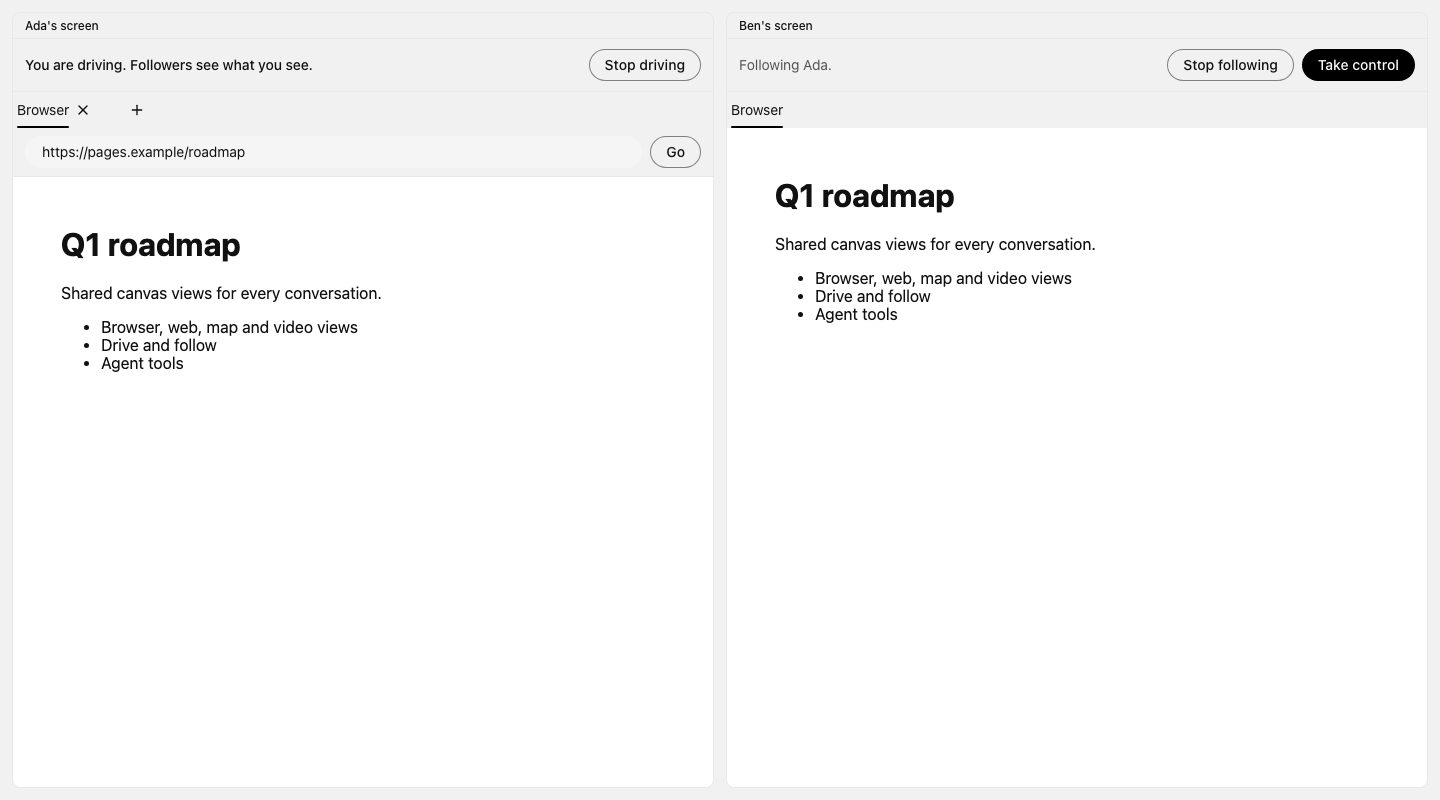 Ada's screen
You are driving. Followers see what you see.
Stop driving
Browser
https://pages.example/roadmap
Go
Q1 roadmap
Shared canvas views for every conversation.
Browser, web, map and video views
Drive and follow
Agent tools
Ben's screen
Following Ada.
Stop following
Take control
Browser
Q1 roadmap
Shared canvas views for every conversation.
Browser, web, map and video views
Drive and follow
Agent tools